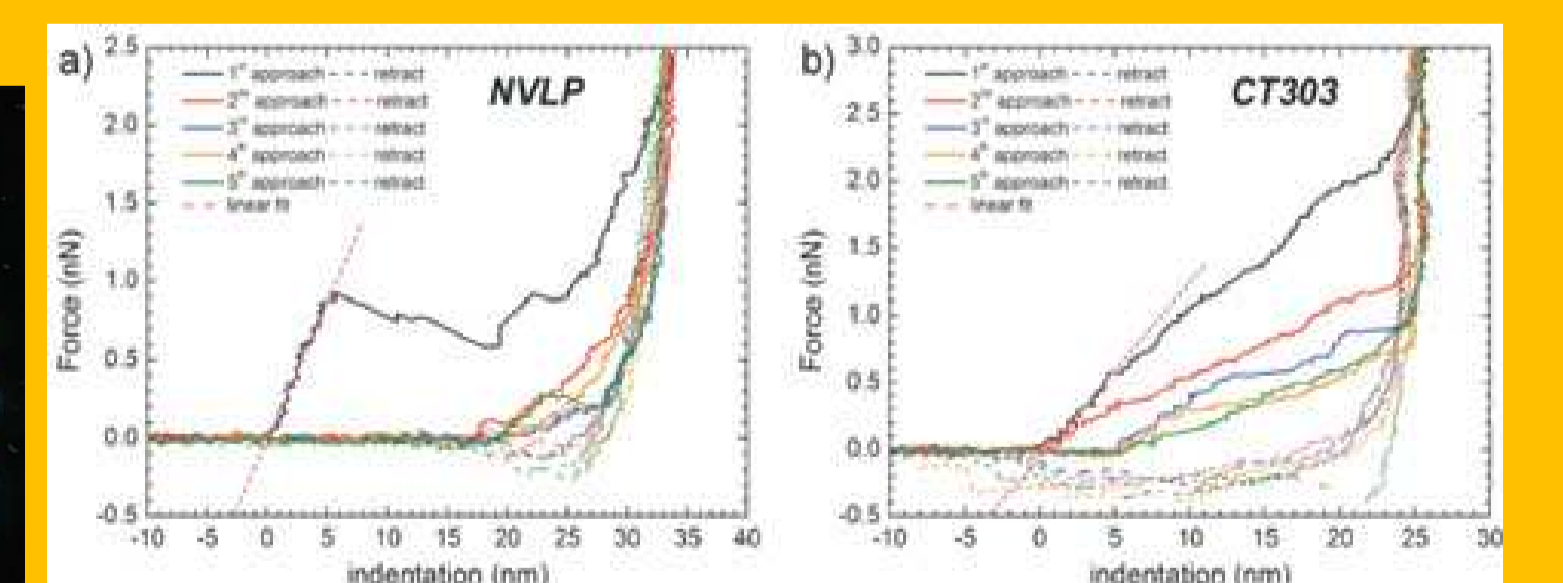 a)
2.5
2.0
1.5
1.0
0.5
0.0
-0.5
Force (nN)
1st approach --- retract
2nd approach --- retract
3rd approach --- retract
4th approach --- retract
5th approach --- retract
linear fit
NVLP
-10 -5 0 5 10 15 20 25 30 35 40
indentation (nm)
b)
3.0
2.5
2.0
1.5
1.0
0.5
0.0
-0.5
Force (nN)
1st approach --- retract
2nd approach --- retract
3rd approach --- retract
4th approach --- retract
5th approach --- retract
linear fit
CT303
-10 -5 0 5 10 15 20 25 30
indentation (nm)